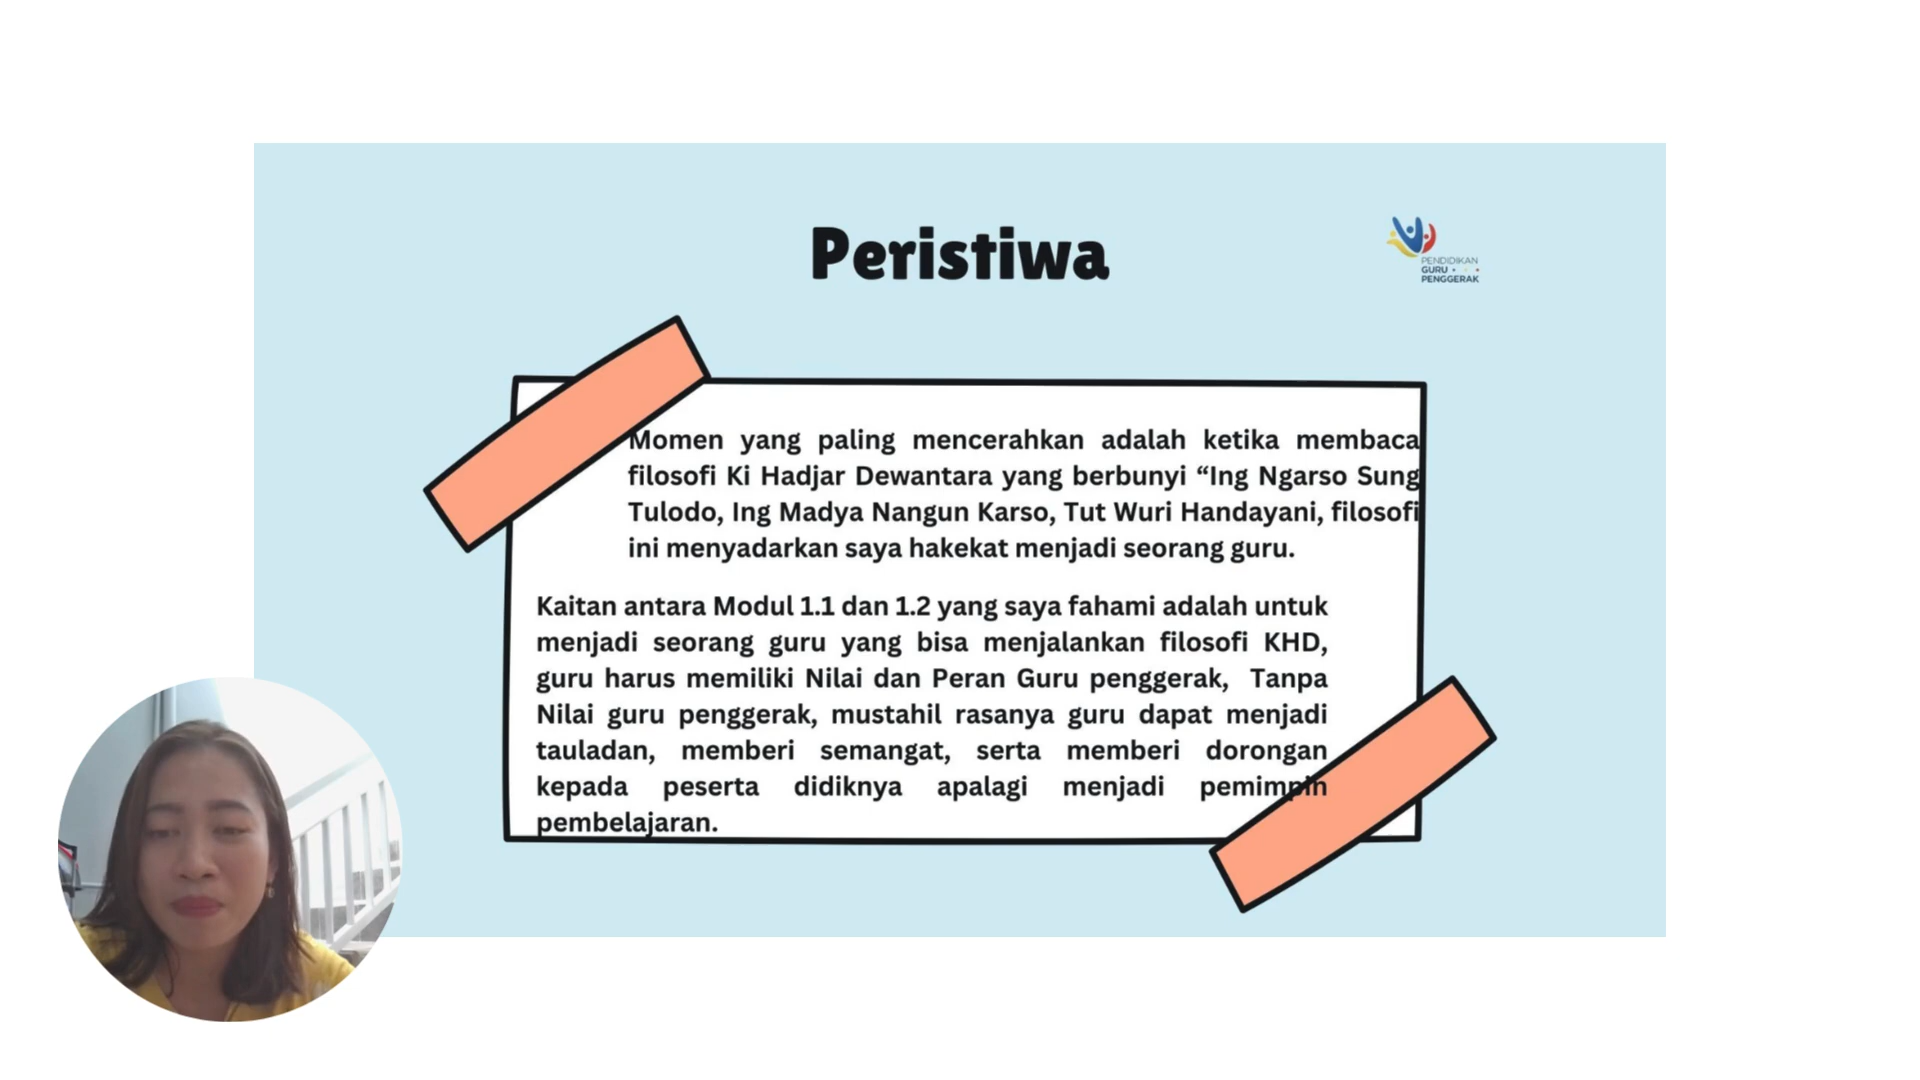 Peristiwa
PENDIDIKAN
GURU
PENGGERAK
Momen yang paling mencerahkan adalah ketika membaca
filosofi Ki Hadjar Dewantara yang berbunyi “Ing Ngarso Sung
Tulodo, Ing Madya Nangun Karso, Tut Wuri Handayani, filosofi
ini menyadarkan saya hakekat menjadi seorang guru.
Kaitan antara Modul 1.1 dan 1.2 yang saya fahami adalah untuk
menjadi seorang guru yang bisa menjalankan filosofi KHD,
guru harus memiliki Nilai dan Peran Guru penggerak, Tanpa
Nilai guru penggerak, mustahil rasanya guru dapat menjadi
tauladan, memberi semangat, serta memberi dorongan
kepada peserta didiknya apalagi menjadi pemimpin
pembelajaran.